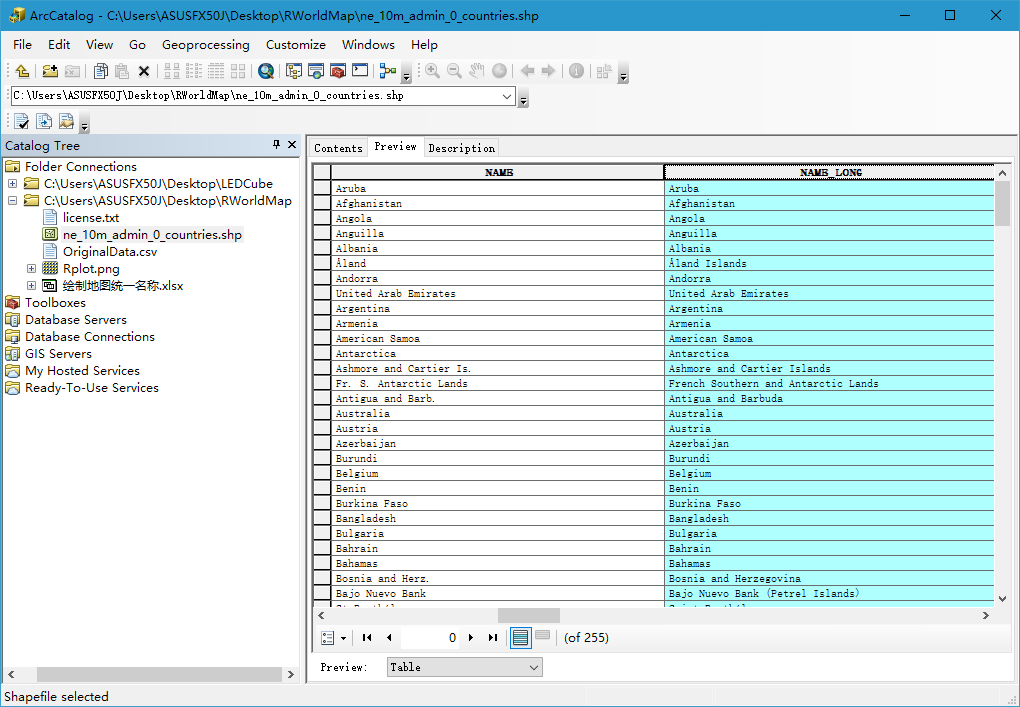 ArcCatalog - C:\Users\ASUSFX50J\Desktop\RWorldMap\ne_10m_admin_0_countries.shp
File Edit View Go Geoprocessing Customize Windows Help
C:\Users\ASUSFX50J\Desktop\RWorldMap\ne_10m_admin_0_countries.shp
Catalog Tree
Folder Connections
C:\Users\ASUSFX50J\Desktop\LEDCube
C:\Users\ASUSFX50J\Desktop\RWorldMap
license.txt
ne_10m_admin_0_countries.shp
OriginalData.csv
Rplot.png
绘制地图统一名称.xlsx
Toolboxes
Database Servers
Database Connections
GIS Servers
My Hosted Services
Ready-To-Use Services
Contents Preview Description
NAME NAME_LONG
Aruba Aruba
Afghanistan Afghanistan
Angola Angola
Anguilla Anguilla
Albania Albania
Åland Åland Islands
Andorra Andorra
United Arab Emirates United Arab Emirates
Argentina Argentina
Armenia Armenia
American Samoa American Samoa
Antarctica Antarctica
Ashmore and Cartier Is. Ashmore and Cartier Islands
Fr. S. Antarctic Lands French Southern and Antarctic Lands
Antigua and Barb. Antigua and Barbuda
Australia Australia
Austria Austria
Azerbaijan Azerbaijan
Burundi Burundi
Belgium Belgium
Benin Benin
Burkina Faso Burkina Faso
Bangladesh Bangladesh
Bulgaria Bulgaria
Bahrain Bahrain
Bahamas Bahamas
Bosnia and Herz. Bosnia and Herzegovina
Bajo Nuevo Bank Bajo Nuevo Bank (Petrel Islands)
0 (of 255)
Preview: Table
Shapefile selected